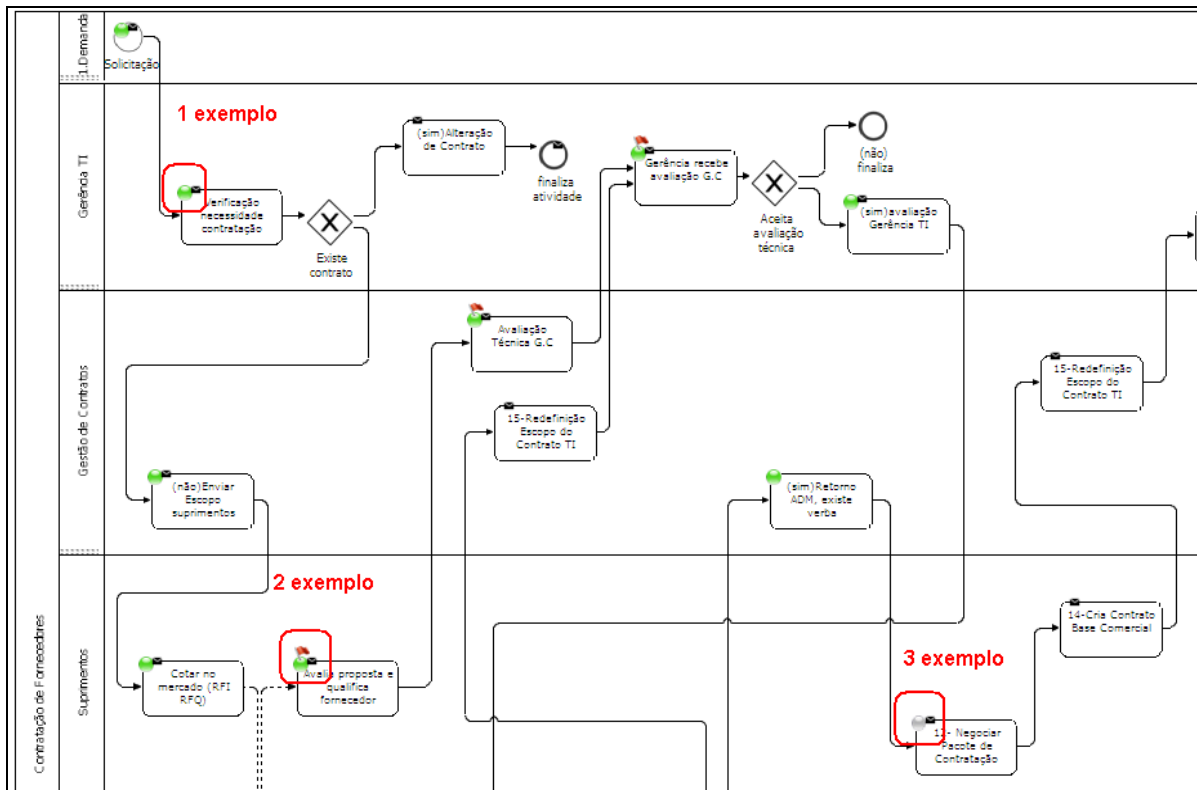 1.Demanda
Solicitação
Gerência TI
1 exemplo
Verificação
necessidade
contratação
Existe
contrato
(sim)Alteração
de Contrato
finaliza
atividade
Gerência recebe
avaliação G.C
Aceita
avaliação
técnica
(não)
finaliza
(sim)avaliação
Gerência TI
Gestão de Contratos
Avaliação
Técnica G.C
15-Redefinição
Escopo do
Contrato TI
15-Redefinição
Escopo do
Contrato TI
(não)Enviar
Escopo
suprimentos
(sim)Retorno
ADM, existe
verba
Contratação de Fornecedores
Suprimentos
2 exemplo
Cotar no
mercado (RFI
RFQ)
Avalia proposta e
qualifica
fornecedor
3 exemplo
Negociar
Pacote de
Contratação
14-Cria Contrato
Base Comercial